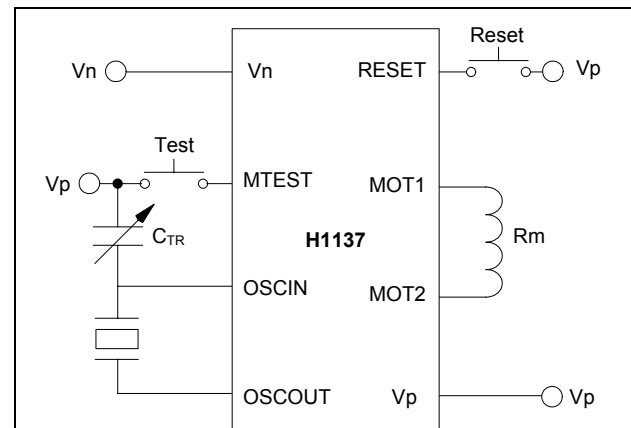 Reset
Vn
Vn
RESET
Vp
Test
Vp
MTEST
MOT1
CTR
H1137
Rm
OSCIN
MOT2
OSCOUT
Vp
Vp